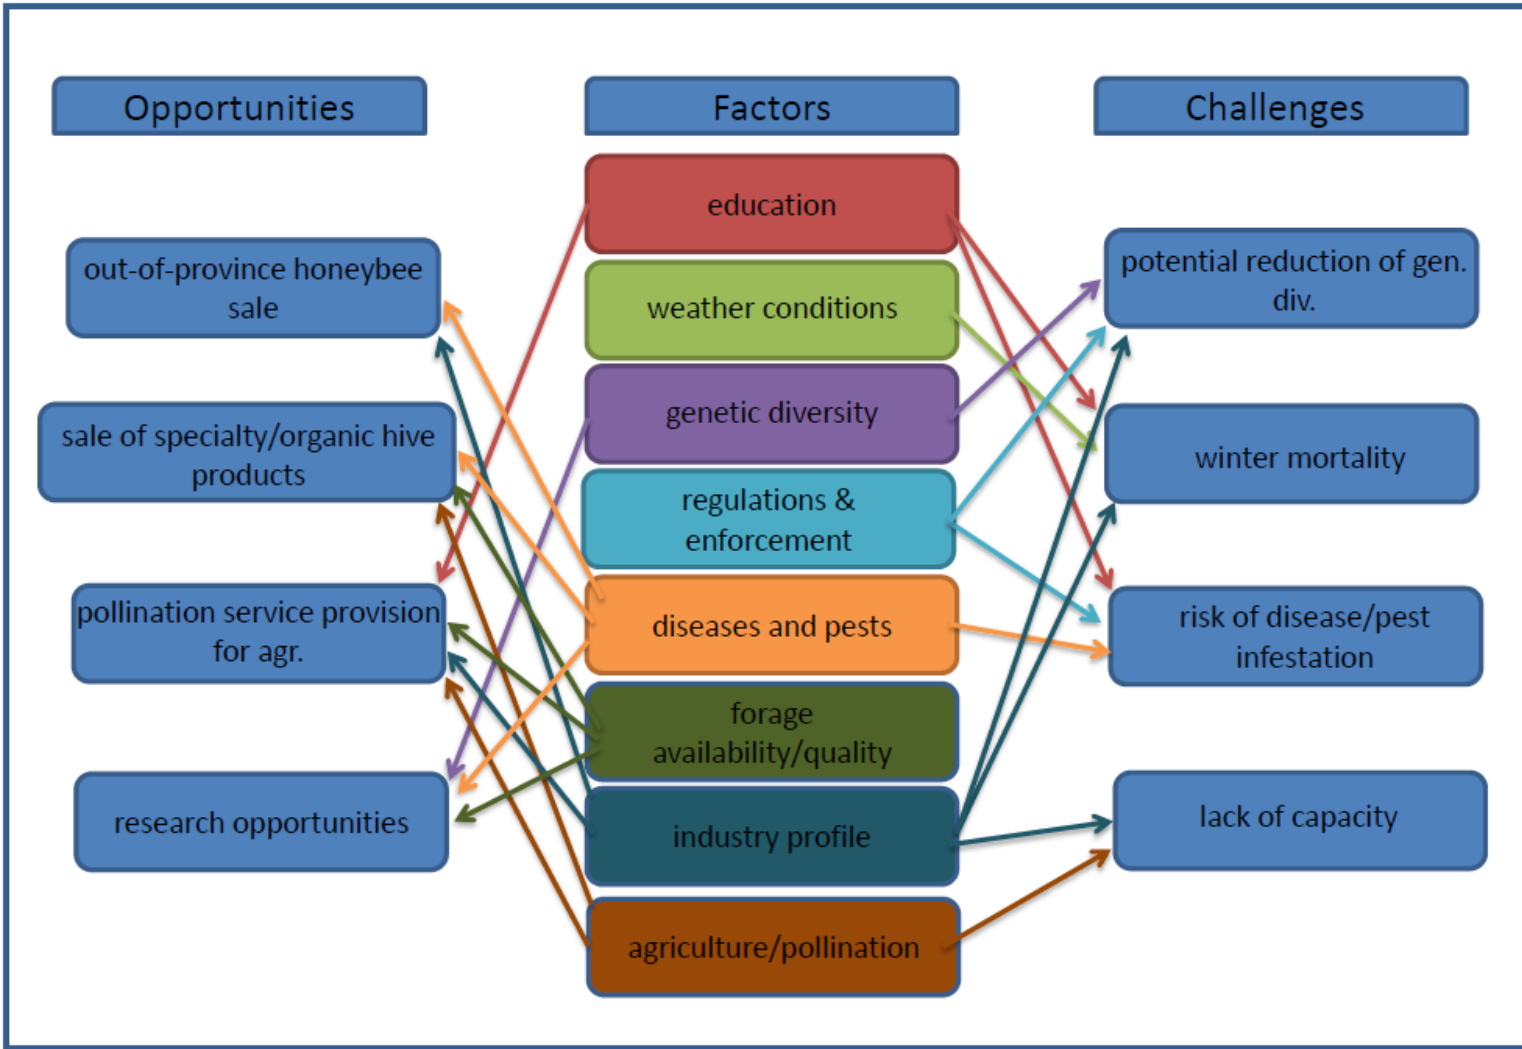 Opportunities
Factors
Challenges
out-of-province honeybee
sale
sale of specialty/organic hive
products
pollination service provision
for agr.
research opportunities
education
weather conditions
genetic diversity
regulations &
enforcement
diseases and pests
forage
availability/quality
industry profile
agriculture/pollination
potential reduction of gen.
div.
winter mortality
risk of disease/pest
infestation
lack of capacity